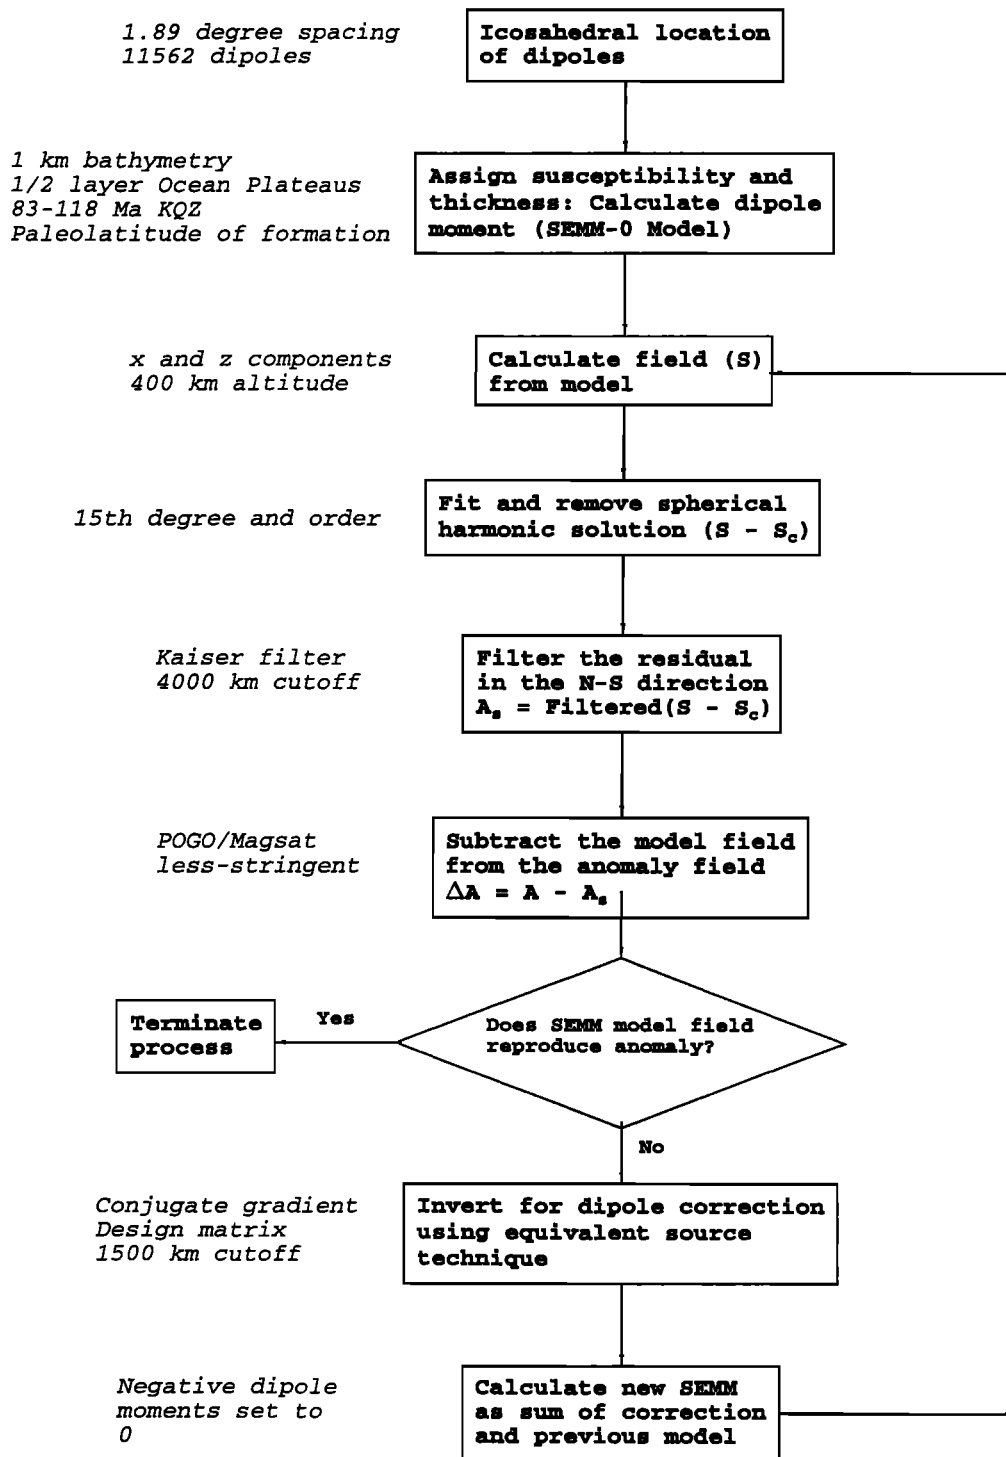 1.89 degree spacing
11562 dipoles
Icosahedral location
of dipoles
1 km bathymetry
1/2 layer Ocean Plateaus
83-118 Ma KQZ
Paleolatitude of formation
Assign susceptibility and
thickness: Calculate dipole
moment (SEMM-0 Model)
x and z components
400 km altitude
Calculate field (S)
from model
15th degree and order
Fit and remove spherical
harmonic solution (S - Sc)
Kaiser filter
4000 km cutoff
Filter the residual
in the N-S direction
As = Filtered(S - Sc)
POGO/Magsat
less-stringent
Subtract the model field
from the anomaly field
ΔA = A - As
Terminate
process
Yes
Does SEMM model field
reproduce anomaly?
No
Conjugate gradient
Design matrix
1500 km cutoff
Invert for dipole correction
using equivalent source
technique
Negative dipole
moments set to
0
Calculate new SEMM
as sum of correction
and previous model